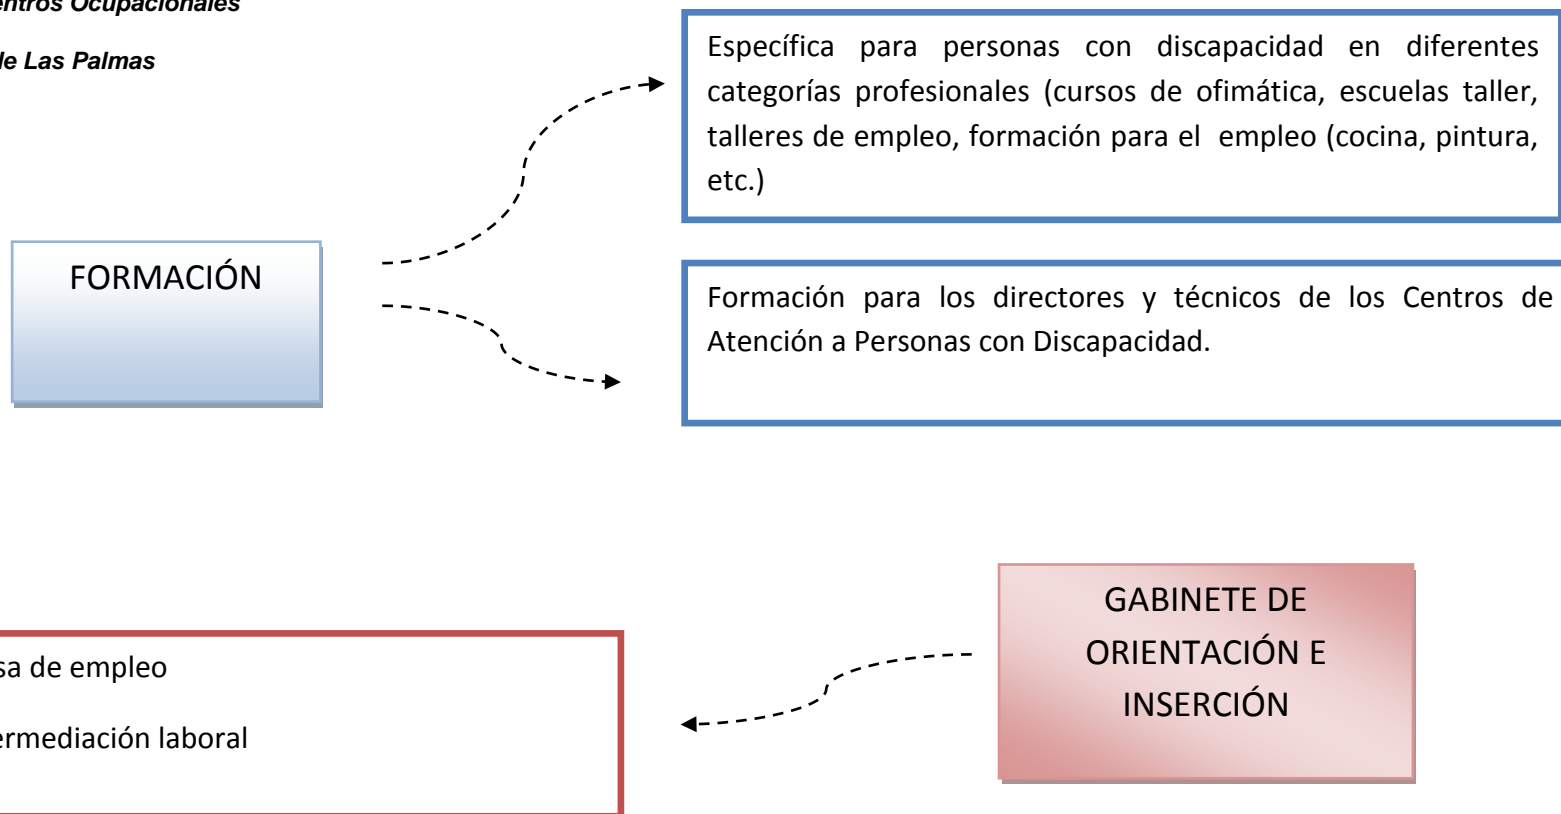 entros Ocupacionales
de Las Palmas
Específica para personas con discapacidad en diferentes
categorías profesionales (cursos de ofimática, escuelas taller,
talleres de empleo, formación para el empleo (cocina, pintura,
etc.)
FORMACIÓN
Formación para los directores y técnicos de los Centros de
Atención a Personas con Discapacidad.
GABINETE DE
ORIENTACIÓN E
INSERCIÓN
sa de empleo
ermediación laboral